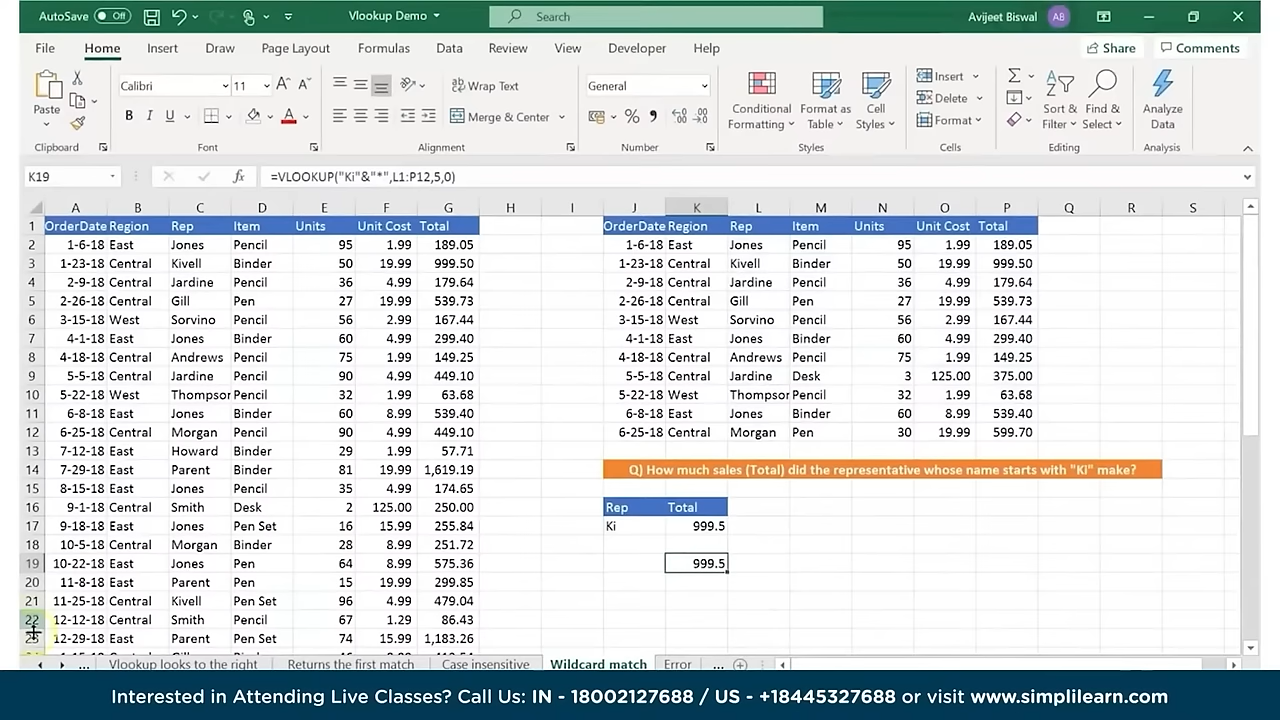 AutoSave Off Vlookup Demo Search Avijeet Biswal AB
File Home Insert Draw Page Layout Formulas Data Review View Developer Help Share Comments
Paste Calibri 11 A A Wrap Text General Conditional Formatting Format as Table Cell Styles Insert Delete Format Sort & Filter Find & Select Analyze Data
B I U A Merge & Center % 9
Clipboard Font Alignment Number Styles Cells Editing Analysis
K19 fx =VLOOKUP("Ki"&"*",L1:P12,5,0)
A B C D E F G H I J K L M N O P Q R S
1 OrderDate Region Rep Item Units Unit Cost Total OrderDate Region Rep Item Units Unit Cost Total
2 1-6-18 East Jones Pencil 95 1.99 189.05 1-6-18 East Jones Pencil 95 1.99 189.05
3 1-23-18 Central Kivell Binder 50 19.99 999.50 1-23-18 Central Kivell Binder 50 19.99 999.50
4 2-9-18 Central Jardine Pencil 36 4.99 179.64 2-9-18 Central Jardine Pencil 36 4.99 179.64
5 2-26-18 Central Gill Pen 27 19.99 539.73 2-26-18 Central Gill Pen 27 19.99 539.73
6 3-15-18 West Sorvino Pencil 56 2.99 167.44 3-15-18 West Sorvino Pencil 56 2.99 167.44
7 4-1-18 East Jones Binder 60 4.99 299.40 4-1-18 East Jones Binder 60 4.99 299.40
8 4-18-18 Central Andrews Pencil 75 1.99 149.25 4-18-18 Central Andrews Pencil 75 1.99 149.25
9 5-5-18 Central Jardine Pencil 90 4.99 449.10 5-5-18 Central Jardine Desk 3 125.00 375.00
10 5-22-18 West Thompson Pencil 32 1.99 63.68 5-22-18 West Thompson Pencil 32 1.99 63.68
11 6-8-18 East Jones Binder 60 8.99 539.40 6-8-18 East Jones Binder 60 8.99 539.40
12 6-25-18 Central Morgan Pencil 90 4.99 449.10 6-25-18 Central Morgan Pen 30 19.99 599.70
13 7-12-18 East Howard Binder 29 1.99 57.71
14 7-29-18 East Parent Binder 81 19.99 1,619.19 Q) How much sales (Total) did the representative whose name starts with "Ki" make?
15 8-15-18 East Jones Pencil 35 4.99 174.65
16 9-1-18 Central Smith Desk 2 125.00 250.00 Rep Total
17 9-18-18 East Jones Pen Set 16 15.99 255.84 Ki 999.5
18 10-5-18 Central Morgan Binder 28 8.99 251.72
19 10-22-18 East Jones Pen 64 8.99 575.36 999.5
20 11-8-18 East Parent Pen 15 19.99 299.85
21 11-25-18 Central Kivell Pen Set 96 4.99 479.04
22 12-12-18 Central Smith Pencil 67 1.29 86.43
23 12-29-18 East Parent Pen Set 74 15.99 1,183.26
... Vlookup looks to the right Returns the first match Case insensitive Wildcard match Error ...
Interested in Attending Live Classes? Call Us: IN - 18002127688 / US - +18445327688 or visit www.simplilearn.com